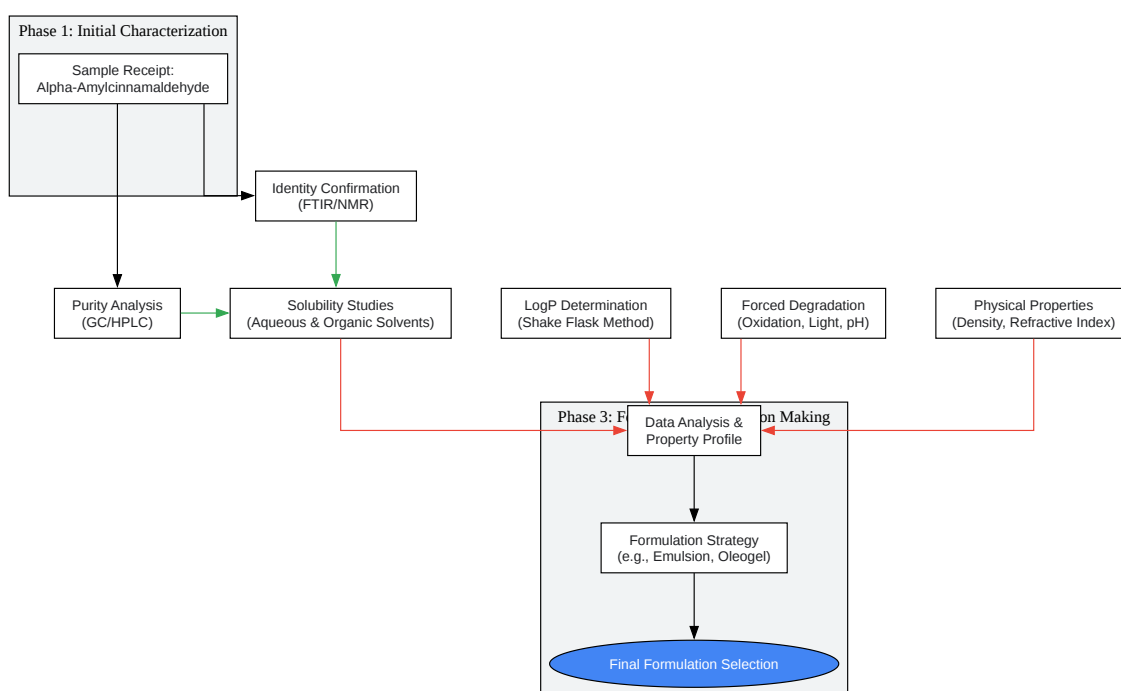 Phase 1: Initial Characterization
Sample Receipt:
Alpha-Amylcinnamaldehyde
Identity Confirmation
(FTIR/NMR)
Purity Analysis
(GC/HPLC)
Solubility Studies
(Aqueous & Organic Solvents)
LogP Determination
(Shake Flask Method)
Forced Degradation
(Oxidation, Light, pH)
Physical Properties
(Density, Refractive Index)
Phase 3: Making
Data Analysis &
Property Profile
Formulation Strategy
(e.g., Emulsion, Oleogel)
Final Formulation Selection